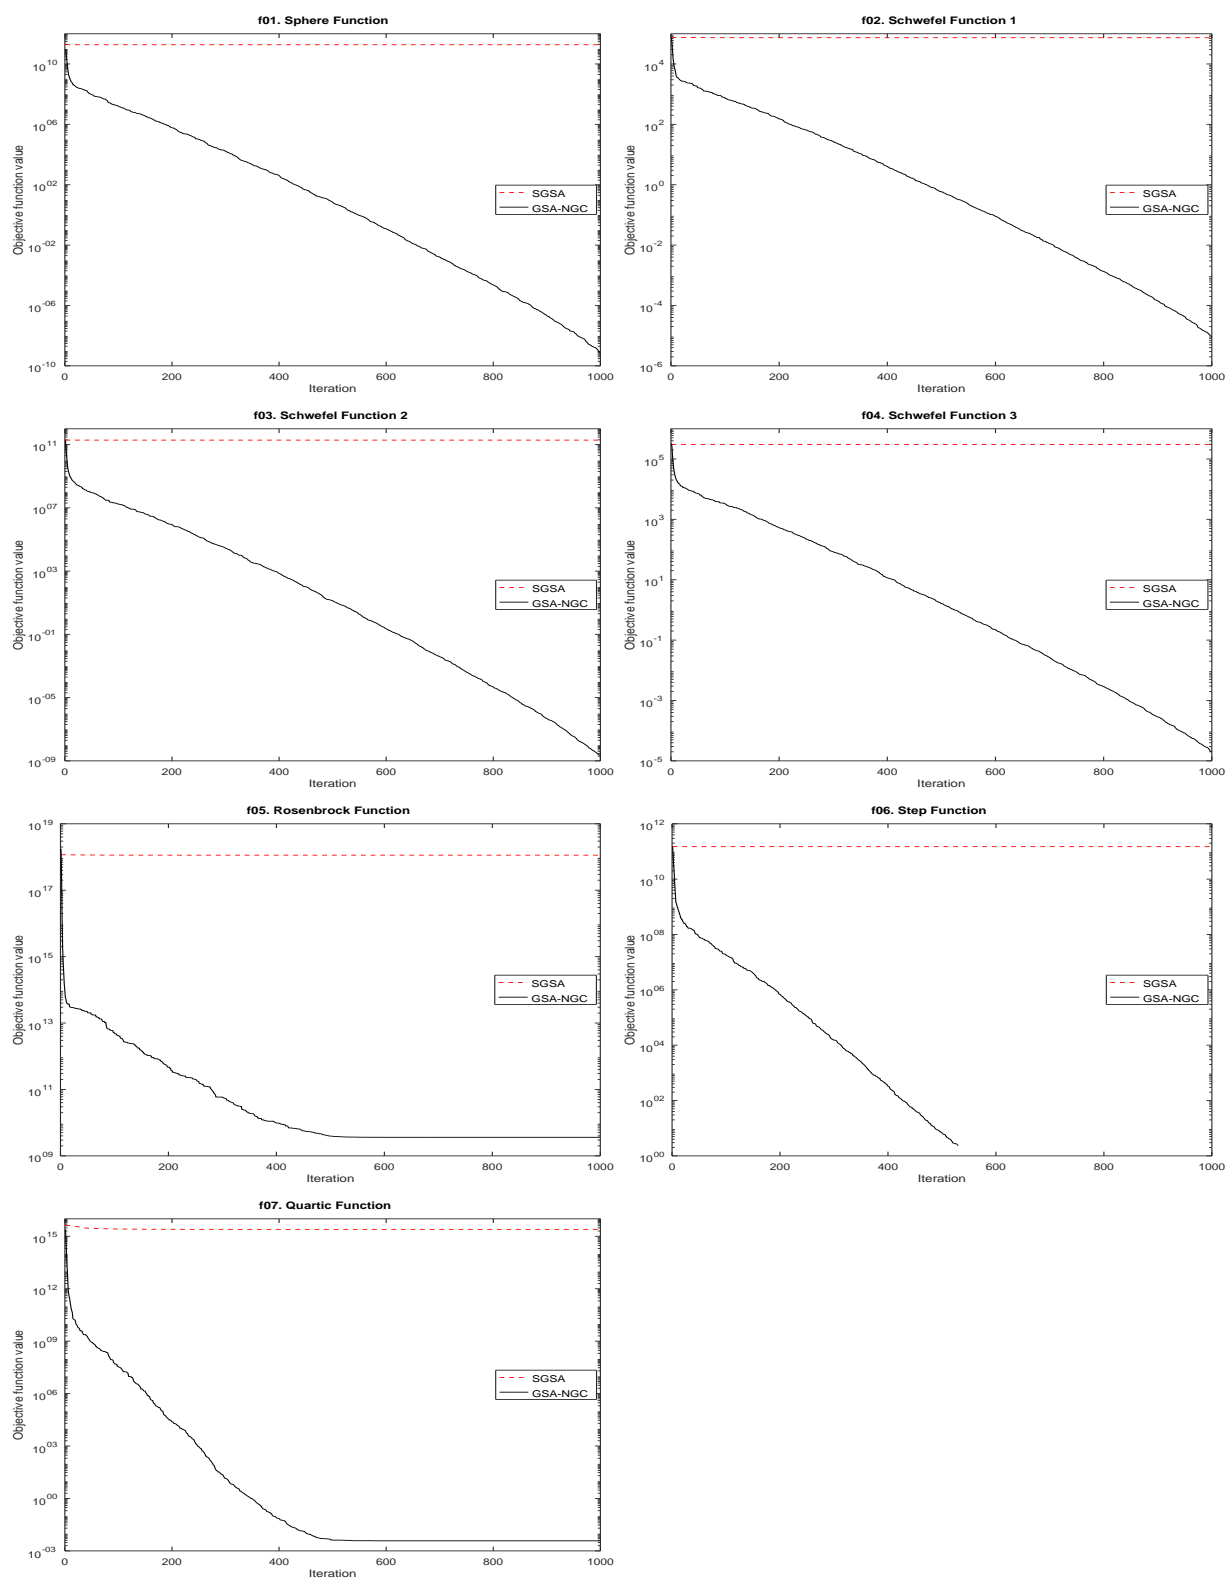 f01. Sphere Function
10^10
10^06
10^02
10^-02
10^-06
10^-10
Objective function value
SGSA
GSA-NGC
0 200 400 600 800 1000
Iteration
f02. Schwefel Function 1
10^4
10^2
10^0
10^-2
10^-4
10^-6
Objective function value
SGSA
GSA-NGC
0 200 400 600 800 1000
Iteration
f03. Schwefel Function 2
10^11
10^07
10^03
10^-01
10^-05
10^-09
Objective function value
SGSA
GSA-NGC
0 200 400 600 800 1000
Iteration
f04. Schwefel Function 3
10^5
10^3
10^1
10^-1
10^-3
10^-5
Objective function value
SGSA
GSA-NGC
0 200 400 600 800 1000
Iteration
f05. Rosenbrock Function
10^19
10^17
10^15
10^13
10^11
10^09
Objective function value
SGSA
GSA-NGC
0 200 400 600 800 1000
Iteration
f06. Step Function
10^12
10^10
10^08
10^06
10^04
10^02
10^00
Objective function value
SGSA
GSA-NGC
0 200 400 600 800 1000
Iteration
f07. Quartic Function
10^15
10^12
10^09
10^06
10^03
10^00
10^-03
Objective function value
SGSA
GSA-NGC
0 200 400 600 800 1000
Iteration